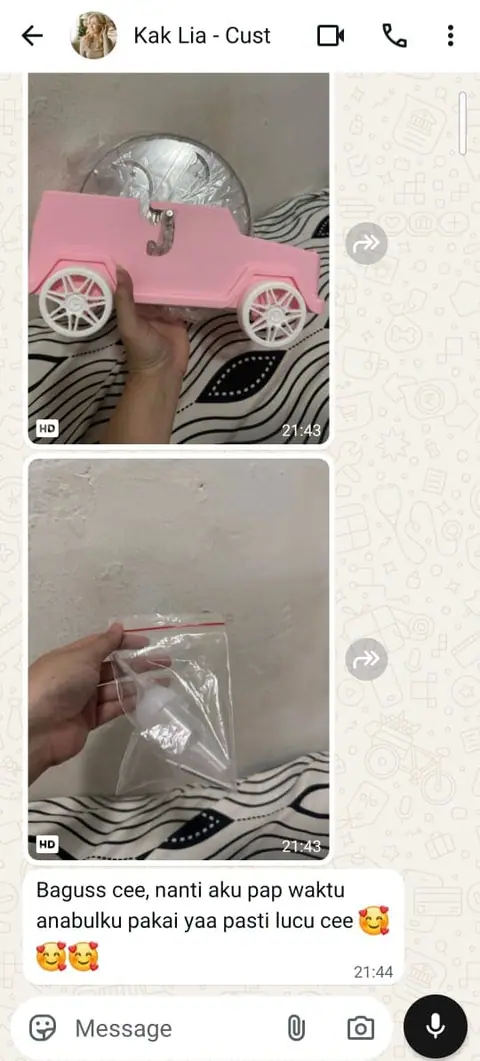 Kak Lia - Cust
HD
21:43
HD
21:43
Baguss cee, nanti aku pap waktu
anabulku pakai yaa pasti lucu cee 🥰
🥰🥰
21:44
Message